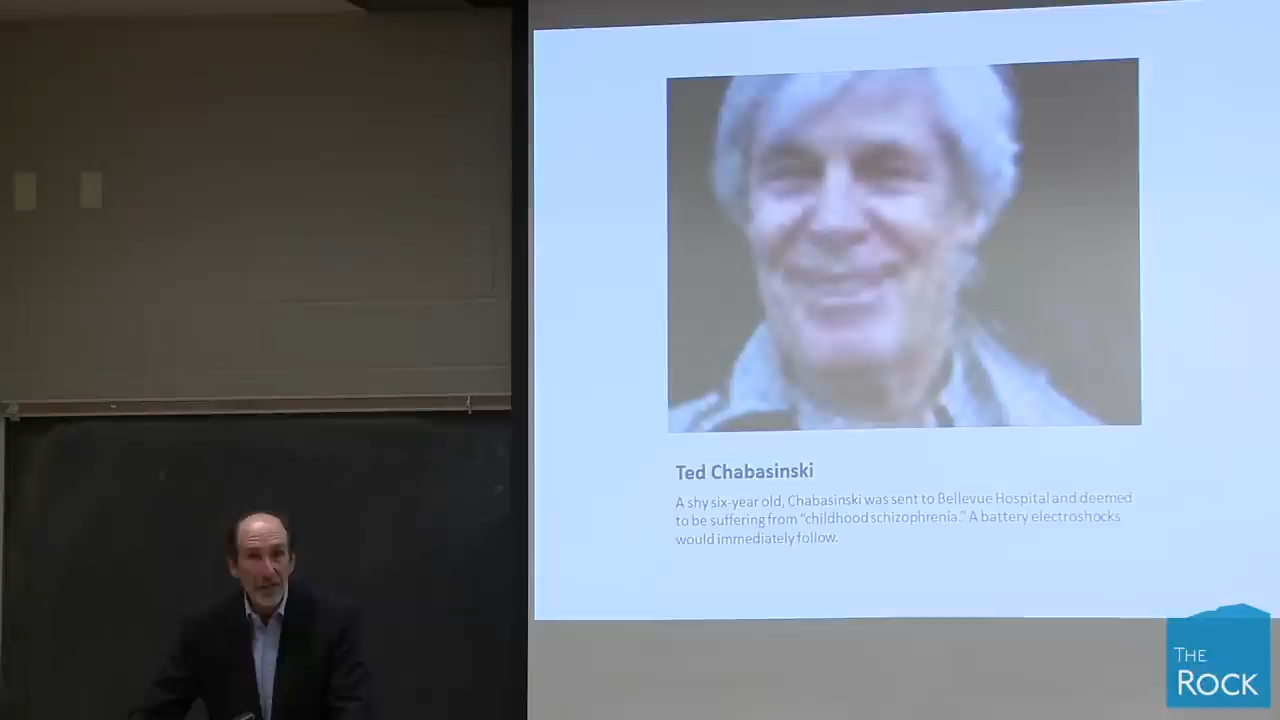 Ted Chabasinski
A shy six-year old, Chabasinski was sent to Bellevue Hospital and deemed
to be suffering from “childhood schizophrenia.” A battery electroshocks
would immediately follow.
THE
ROCK